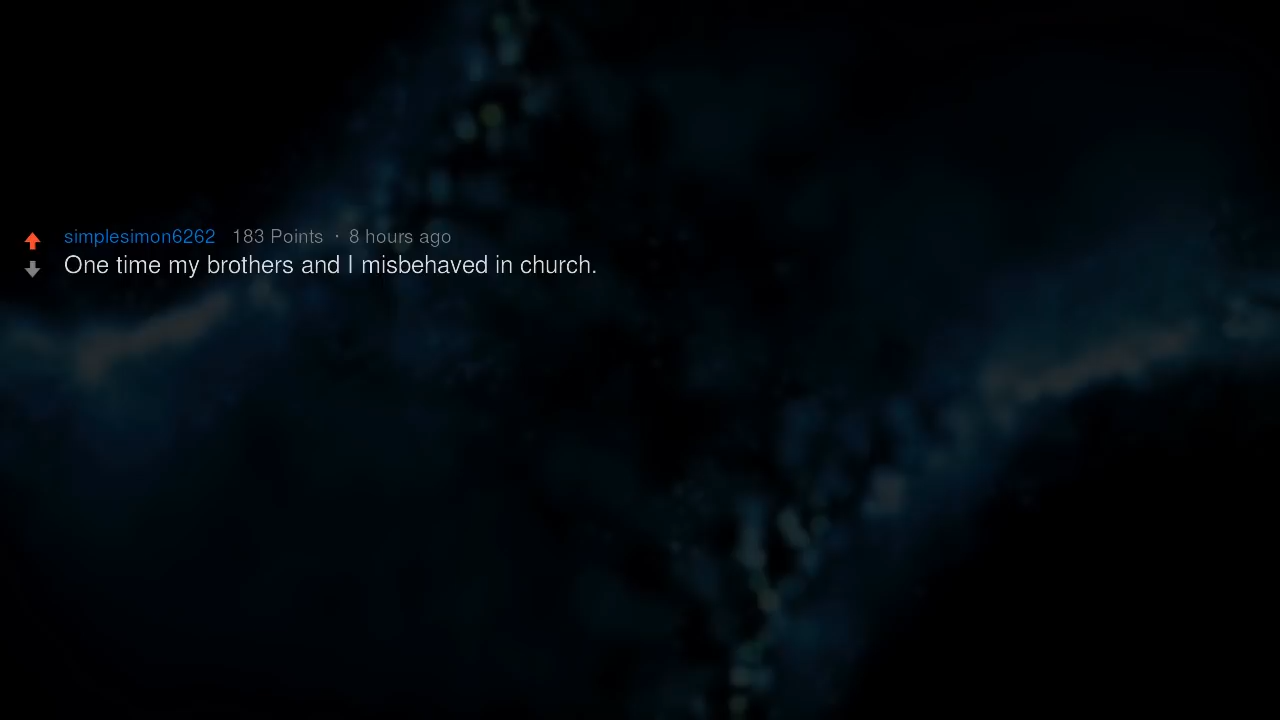 simplesimon6262 183 Points · 8 hours ago
One time my brothers and I misbehaved in church.